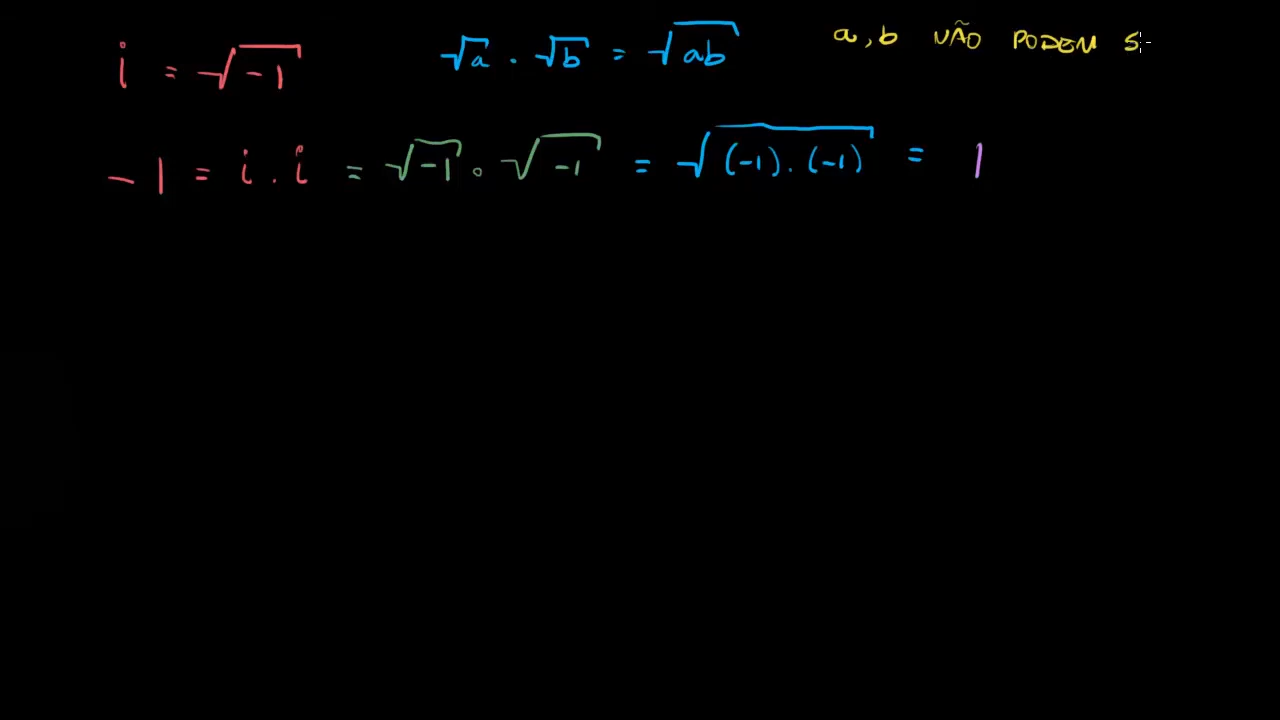 i = √-1 √a . √b = √ab a, b NÃO PODEM S
-1 = i . i = √-1 . √-1 = √(-1).(-1) = 1